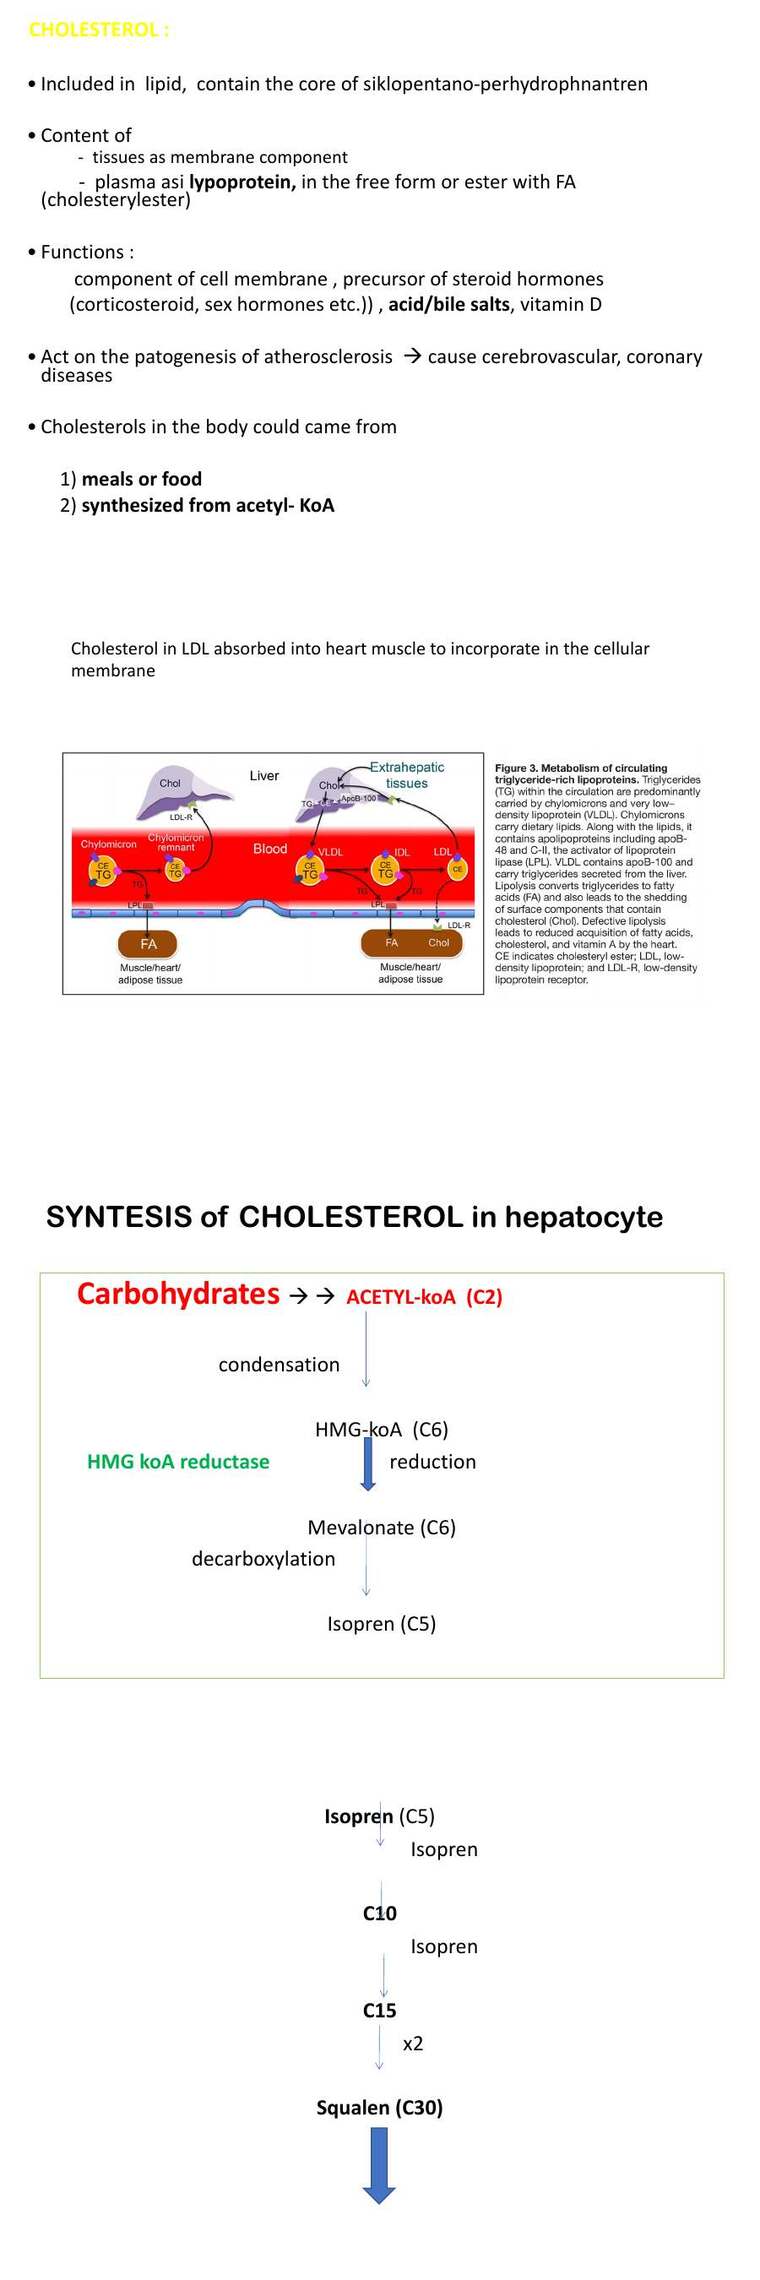 CHOLESTEROL :
• Included in lipid, contain the core of siklopentano-perhydrophnantren
• Content of
- tissues as membrane component
- plasma asi lypoprotein, in the free form or ester with FA
(cholesterylester)
• Functions :
component of cell membrane , precursor of steroid hormones
(corticosteroid, sex hormones etc.)) , acid/bile salts, vitamin D
• Act on the patogenesis of atherosclerosis → cause cerebrovascular, coronary
diseases
• Cholesterols in the body could came from
1) meals or food
2) synthesized from acetyl- KoA
Cholesterol in LDL absorbed into heart muscle to incorporate in the cellular
membrane
Chol
LDL-R
Liver
Extrahepatic
tissues
Chol
TG
ApoB-100
Chylomicron
Chylomicron
remnant
Blood
VLDL
IDL
LDL
CE
TG
CE
TG
CE
TG
CE
TG
CE
TG
TG
TG
LPL
LPL
LDL-R
FA
FA
Chol
Muscle/heart/
adipose tissue
Muscle/heart/
adipose tissue
Figure 3. Metabolism of circulating
triglyceride-rich lipoproteins. Triglycerides
(TG) within the circulation are predominantly
carried by chylomicrons and very low–
density lipoprotein (VLDL). Chylomicrons
carry dietary lipids. Along with the lipids, it
contains apolipoproteins including apoB-
48 and C-II, the activator of lipoprotein
lipase (LPL). VLDL contains apoB-100 and
carry triglycerides secreted from the liver.
Lipolysis converts triglycerides to fatty
acids (FA) and also leads to the shedding
of surface components that contain
cholesterol (Chol). Defective lipolysis
leads to reduced acquisition of fatty acids,
cholesterol, and vitamin A by the heart.
CE indicates cholesteryl ester; LDL, low-
density lipoprotein; and LDL-R, low-density
lipoprotein receptor.
SYNTESIS of CHOLESTEROL in hepatocyte
Carbohydrates → → ACETYL-koA (C2)
condensation
HMG-koA (C6)
HMG koA reductase
reduction
Mevalonate (C6)
decarboxylation
Isopren (C5)
Isopren (C5)
Isopren
C10
Isopren
C15
x2
Squalen (C30)